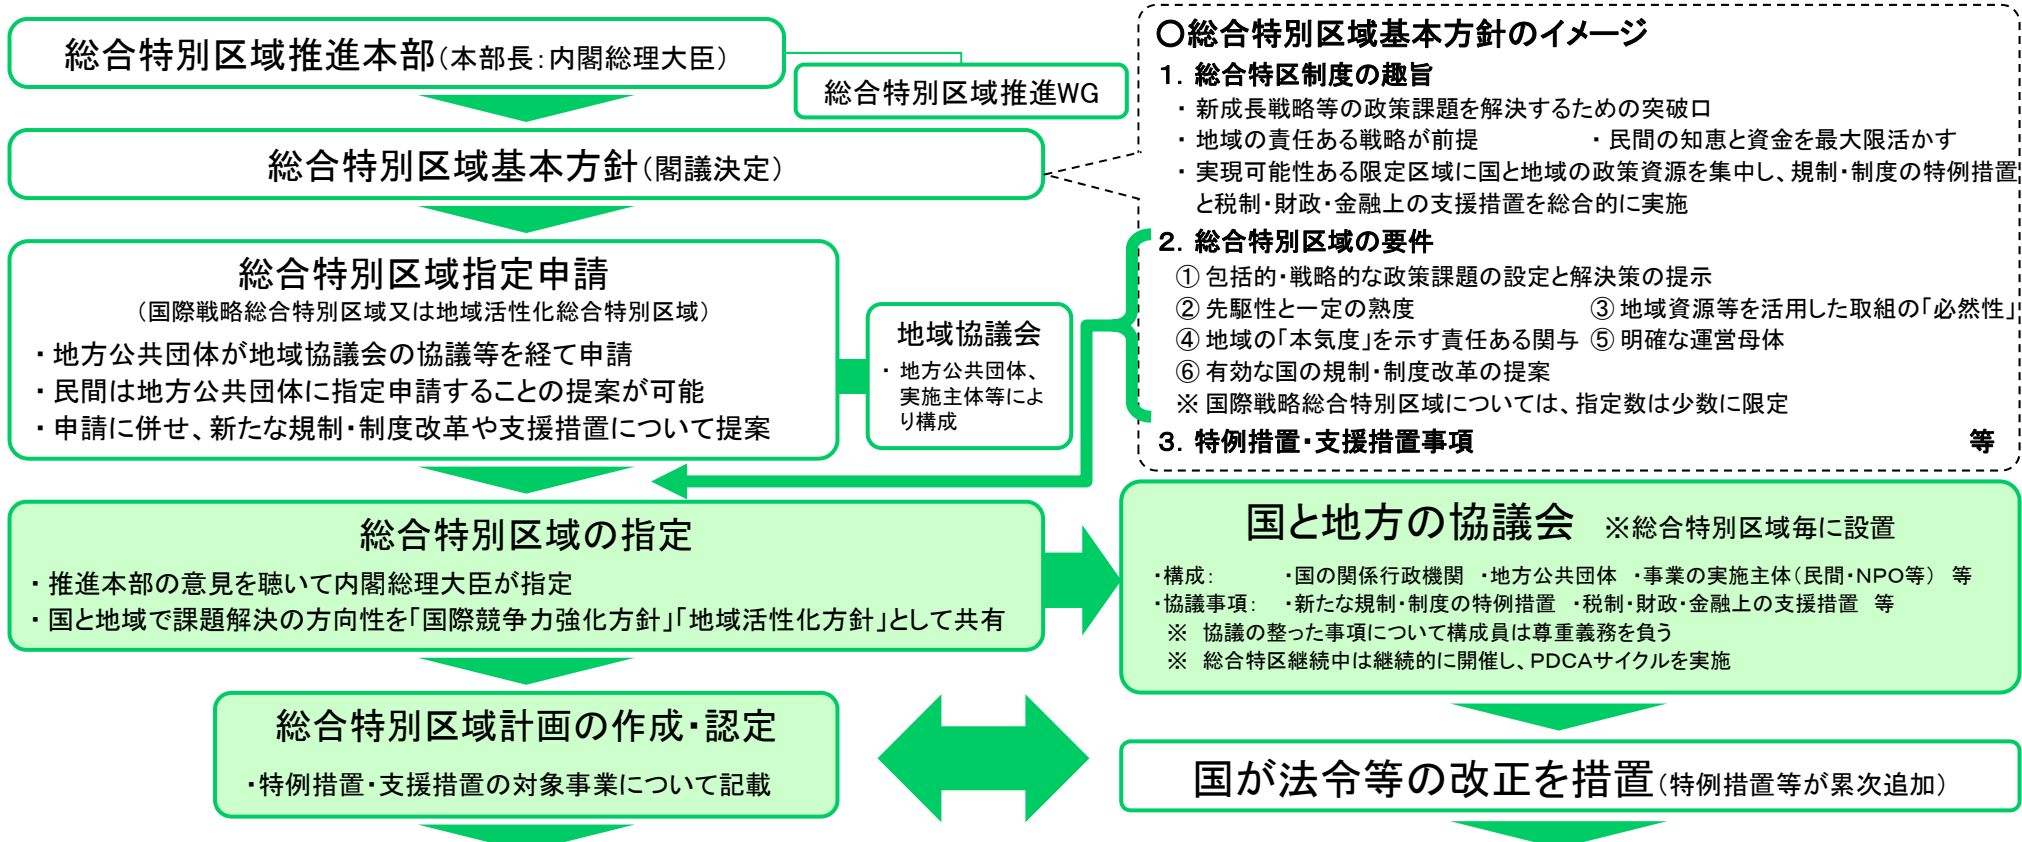 総合特別区域推進本部（本部長：内閣総理大臣）
総合特別区域推進WG
総合特別区域基本方針（閣議決定）
総合特別区域指定申請
（国際戦略総合特別区域又は地域活性化総合特別区域）
・地方公共団体が地域協議会の協議等を経て申請
・民間は地方公共団体に指定申請することの提案が可能
・申請に併せ、新たな規制・制度改革や支援措置について提案
地域協議会
・地方公共団体、
実施主体等によ
り構成
〇総合特別区域基本方針のイメージ
１．総合特区制度の趣旨
・新成長戦略等の政策課題を解決するための突破口
・地域の責任ある戦略が前提　・民間の知恵と資金を最大限活かす
・実現可能性ある限定区域に国と地域の政策資源を集中し、規制・制度の特例措置
と税制・財政・金融上の支援措置を総合的に実施
２．総合特別区域の要件
① 包括的・戦略的な政策課題の設定と解決策の提示
② 先駆性と一定の熟度　③ 地域資源等を活用した取組の「必然性」
④ 地域の「本気度」を示す責任ある関与　⑤ 明確な運営母体
⑥ 有効な国の規制・制度改革の提案
※ 国際戦略総合特別区域については、指定数は少数に限定
３．特例措置・支援措置事項　等
総合特別区域の指定
・推進本部の意見を聴いて内閣総理大臣が指定
・国と地域で課題解決の方向性を「国際競争力強化方針」「地域活性化方針」として共有
国と地方の協議会　※総合特別区域毎に設置
・構成：　・国の関係行政機関　・地方公共団体　・事業の実施主体（民間・NPO等）　等
・協議事項：　・新たな規制・制度の特例措置　・税制・財政・金融上の支援措置　等
※　協議の整った事項について構成員は尊重義務を負う
※　総合特区継続中は継続的に開催し、PDCAサイクルを実施
総合特別区域計画の作成・認定
・特例措置・支援措置の対象事業について記載
国が法令等の改正を措置（特例措置等が累次追加）